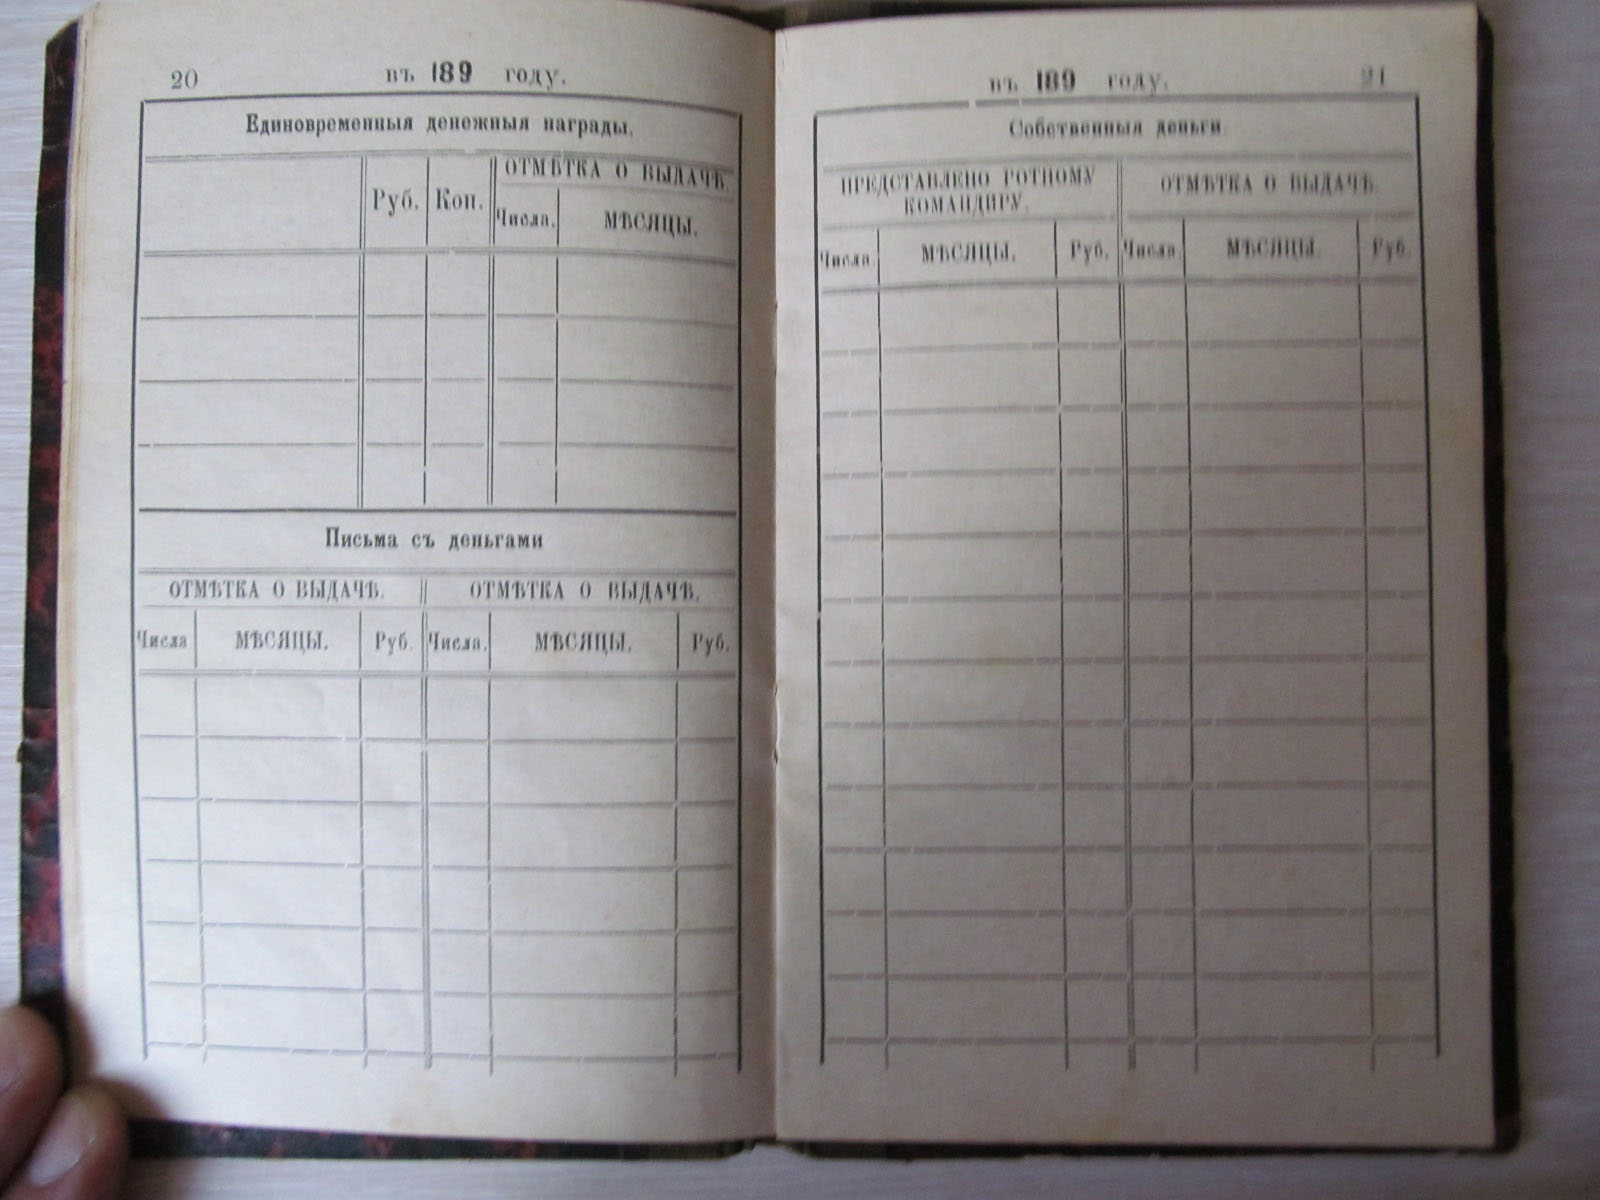 20 въ 189 году.
Единовременныя денежныя награды.
Руб. Коп. ОТМѢТКА О ВЫДАЧѢ.
Числа. МѢСЯЦЫ.
Письма съ деньгами
ОТМѢТКА О ВЫДАЧѢ. ОТМѢТКА О ВЫДАЧѢ.
Числа МѢСЯЦЫ. Руб. Числа. МѢСЯЦЫ. Руб.
въ 189 году. 21
Собственныя деньги
ПРЕДСТАВЛЕНО РОТНОМУ КОМАНДИРУ. ОТМѢТКА О ВЫДАЧѢ.
Числа. МѢСЯЦЫ. Руб. Числа. МѢСЯЦЫ. Руб.